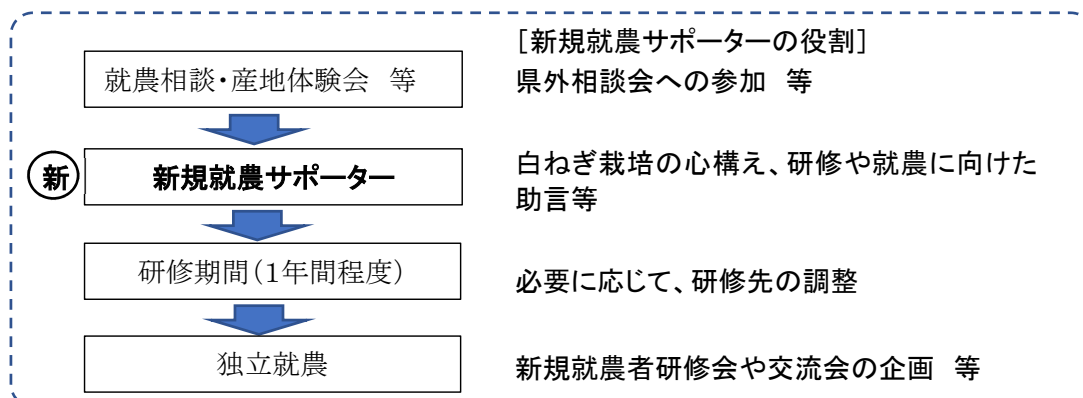 [新規就農サポーターの役割]
就農相談・産地体験会　等
県外相談会への参加　等
新
新規就農サポーター
白ねぎ栽培の心構え、研修や就農に向けた
助言等
研修期間(1年間程度)
必要に応じて、研修先の調整
独立就農
新規就農者研修会や交流会の企画　等